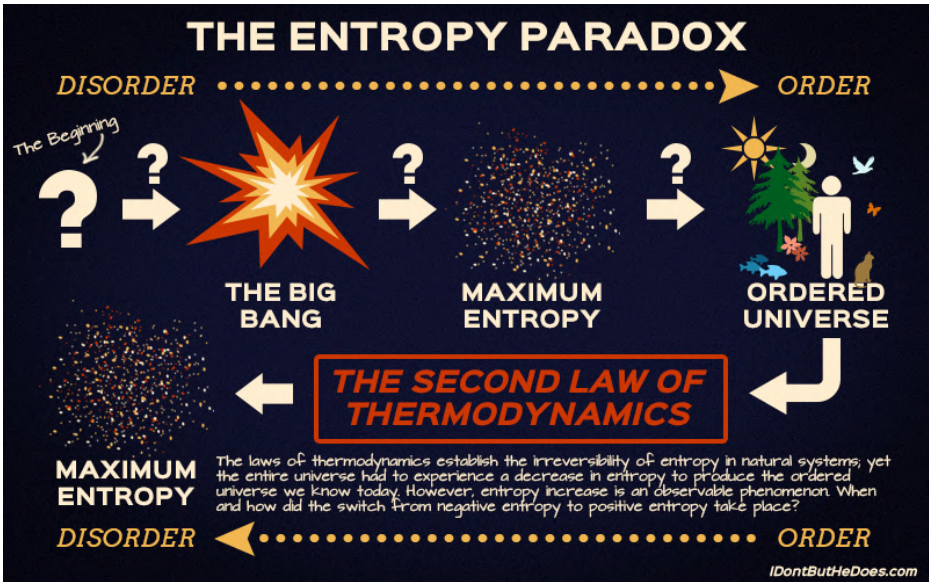 THE ENTROPY PARADOX
DISORDER
ORDER
The Beginning
?
?
?
?
THE BIG
BANG
MAXIMUM
ENTROPY
ORDERED
UNIVERSE
THE SECOND LAW OF
THERMODYNAMICS
MAXIMUM
ENTROPY
The laws of thermodynamics establish the irreversibility of entropy in natural systems; yet
the entire universe had to experience a decrease in entropy to produce the ordered
universe we know today. However, entropy increase is an observable phenomenon. When
and how did the switch from negative entropy to positive entropy take place?
DISORDER
ORDER
IDontButHeDoes.com